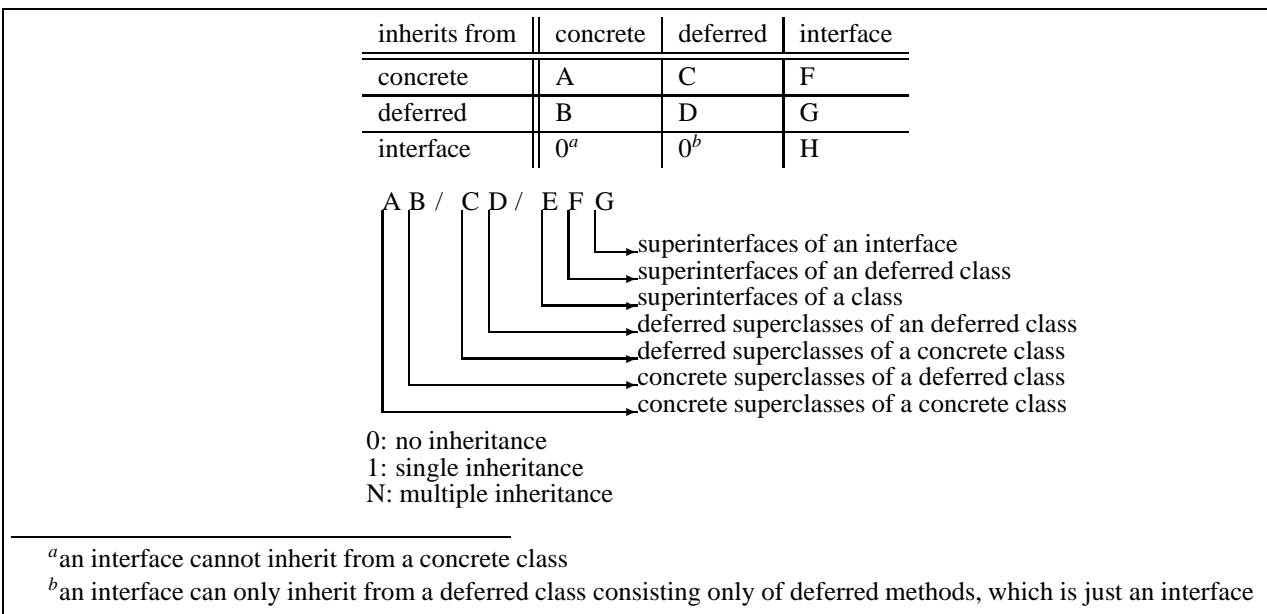 inherits from concrete deferred interface
concrete A C F
deferred B D G
interface 0a 0b H
A B / C D / E F G
superinterfaces of an interface
superinterfaces of an deferred class
superinterfaces of a class
deferred superclasses of an deferred class
deferred superclasses of a concrete class
concrete superclasses of a deferred class
concrete superclasses of a concrete class
0: no inheritance
1: single inheritance
N: multiple inheritance
a an interface cannot inherit from a concrete class
b an interface can only inherit from a deferred class consisting only of deferred methods, which is just an interface